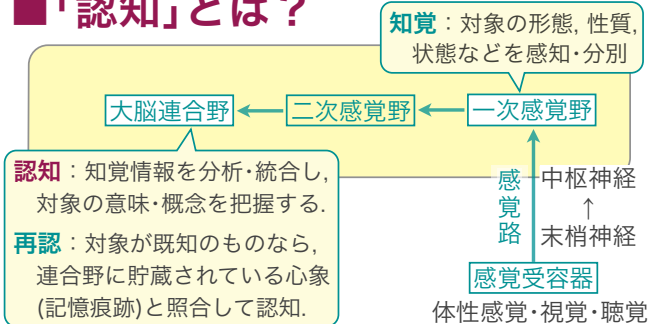 ■「認知」とは？
知覚：対象の形態, 性質,
状態などを感知・分別
大脳連合野 ← 二次感覚野 ← 一次感覚野
認知：知覚情報を分析・統合し,
対象の意味・概念を把握する.
再認：対象が既知のものなら,
連合野に貯蔵されている心象
(記憶痕跡)と照合して認知.
感覚路
中枢神経
↑
末梢神経
感覚受容器
体性感覚・視覚・聴覚